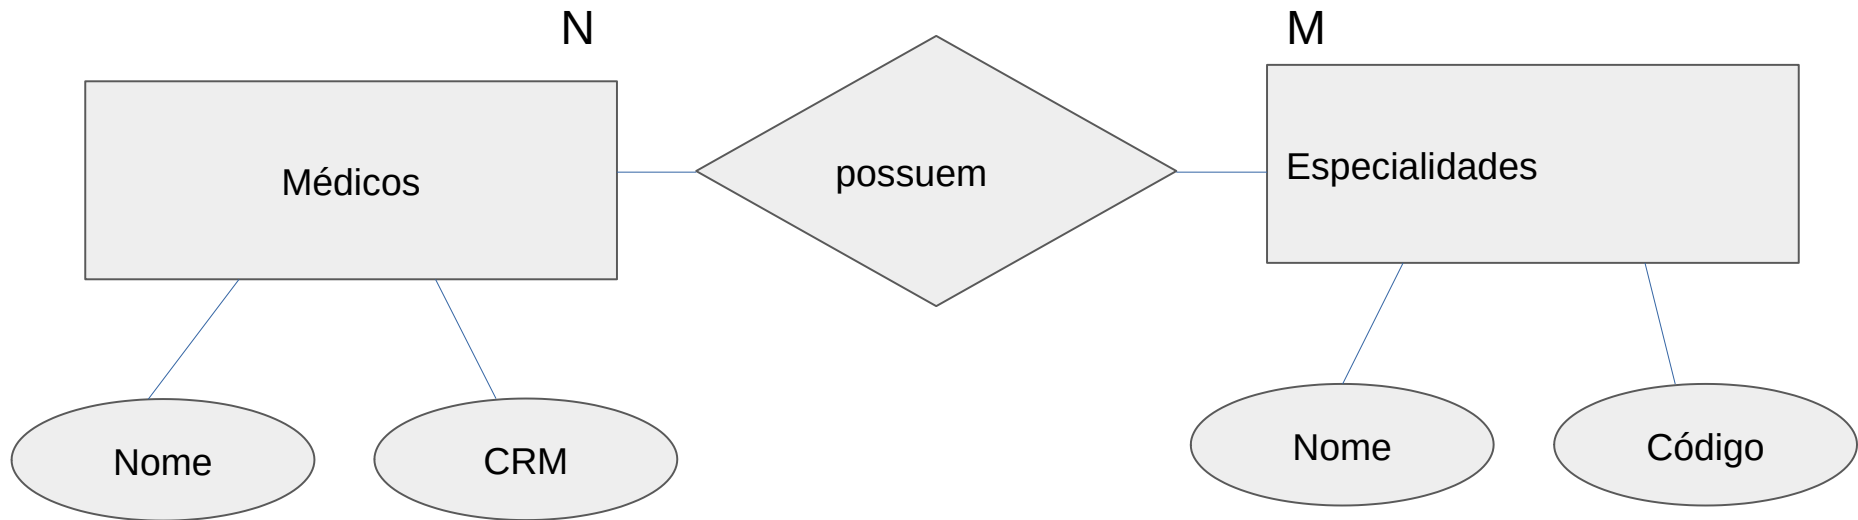 N
M
Médicos
possuem
Especialidades
Nome
CRM
Nome
Código